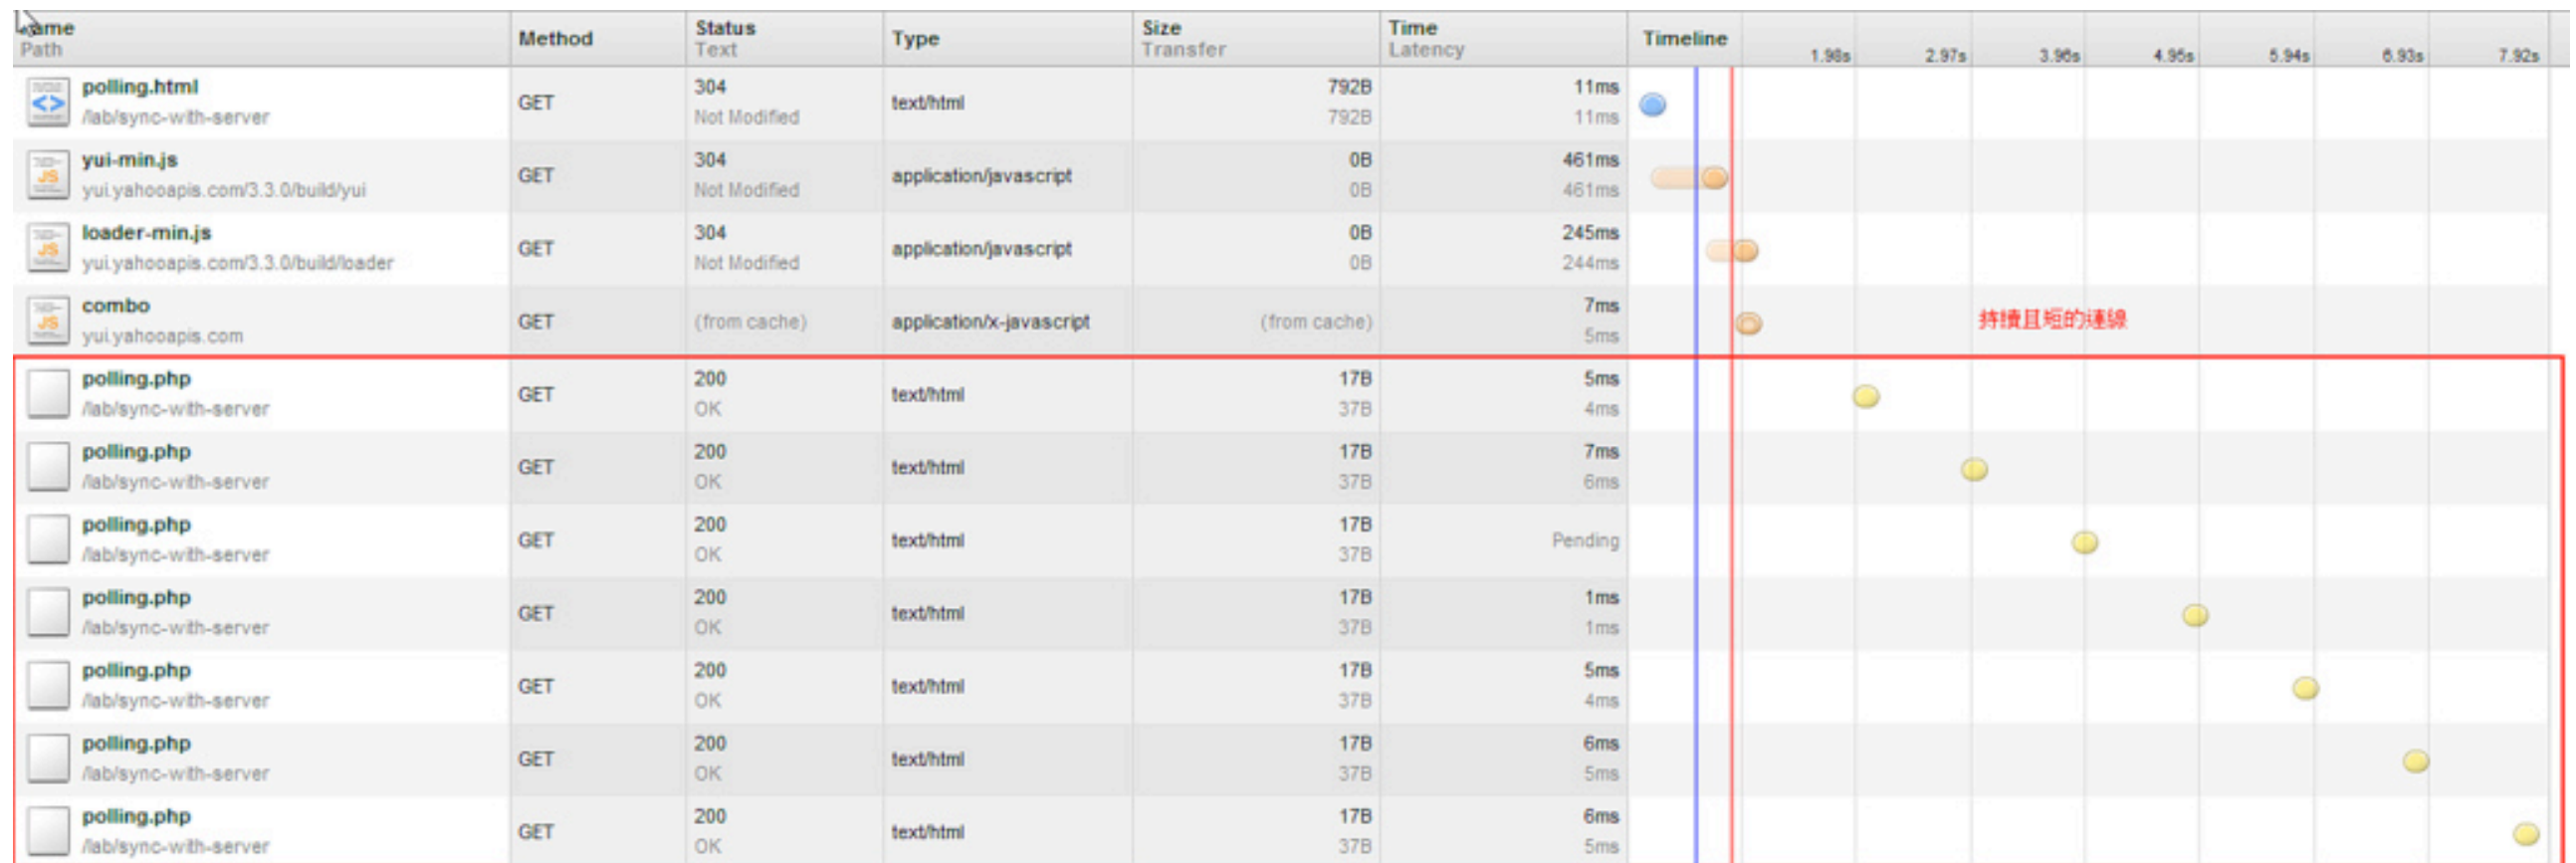 Name Method Status Type Size Time Timeline
Path Text Transfer Latency 1.98s 2.97s 3.96s 4.95s 5.94s 6.93s 7.92s
polling.html 304 792B 11ms
GET text/html
/lab/sync-with-server Not Modified 792B 11ms
yui-min.js 304 0B 461ms
GET application/javascript
yui.yahooapis.com/3.3.0/build/yui Not Modified 0B 461ms
loader-min.js 304 0B 245ms
GET application/javascript
yui.yahooapis.com/3.3.0/build/loader Not Modified 0B 244ms
combo 7ms
GET (from cache) application/x-javascript (from cache) 持續且短的連線
yui.yahooapis.com 5ms
polling.php 200 17B 5ms
GET text/html
/lab/sync-with-server OK 37B 4ms
polling.php 200 17B 7ms
GET text/html
/lab/sync-with-server OK 37B 6ms
polling.php 200 17B
GET text/html Pending
/lab/sync-with-server OK 37B
polling.php 200 17B 1ms
GET text/html
/lab/sync-with-server OK 37B 1ms
polling.php 200 17B 5ms
GET text/html
/lab/sync-with-server OK 37B 4ms
polling.php 200 17B 6ms
GET text/html
/lab/sync-with-server OK 37B 5ms
polling.php 200 17B 6ms
GET text/html
/lab/sync-with-server OK 37B 5ms